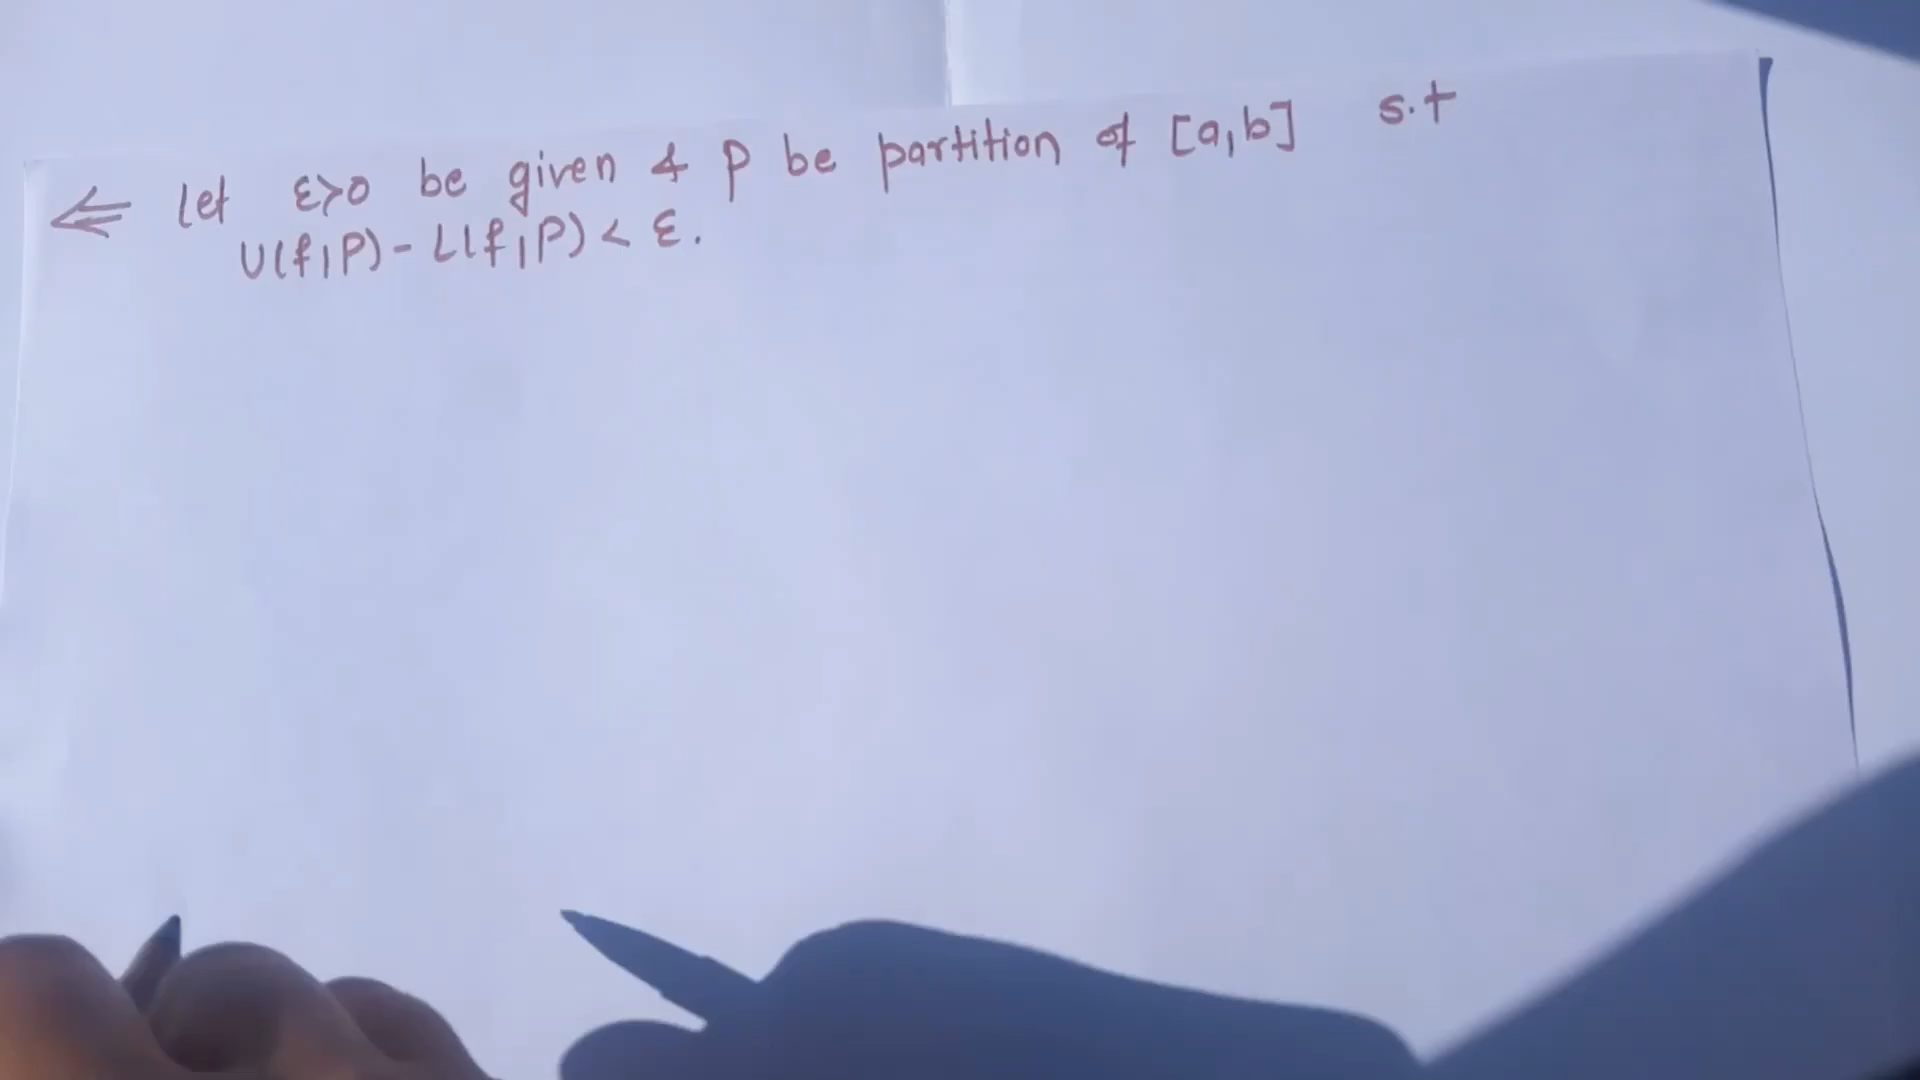 ⇐ Let ε>0 be given & P be partition of [a,b] s.t
U(f,P) - L(f,P) < ε.